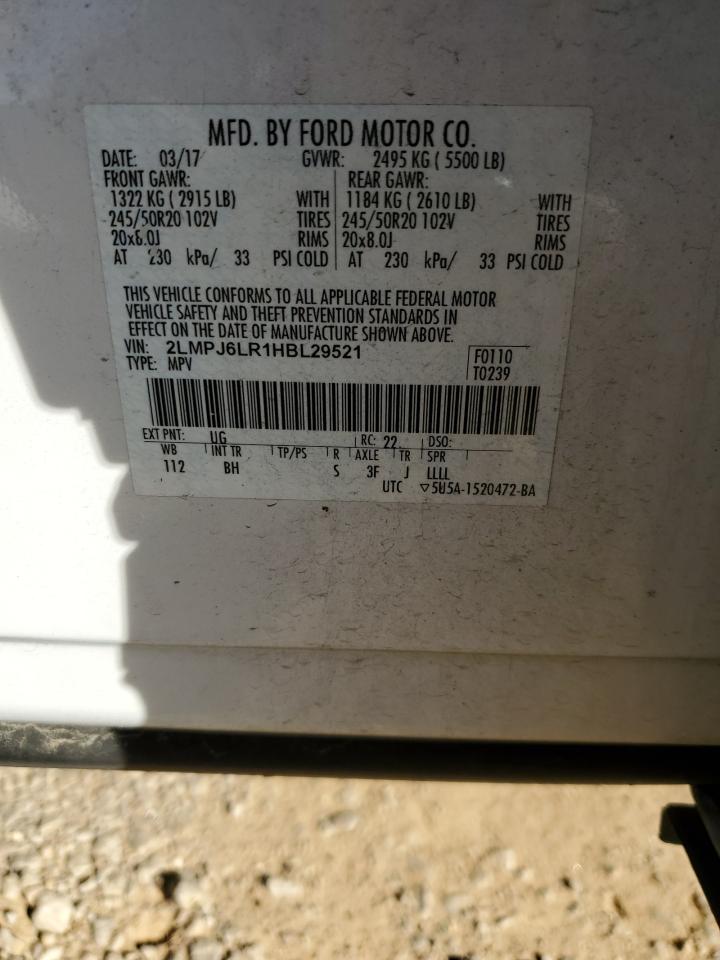 MFD. BY FORD MOTOR CO.
DATE: 03/17 GVWR: 2495 KG ( 5500 LB)
FRONT GAWR: REAR GAWR:
1322 KG ( 2915 LB) WITH 1184 KG ( 2610 LB) WITH
245/50R20 102V TIRES 245/50R20 102V TIRES
20x8.0J RIMS 20x8.0J RIMS
AT 230 kPa/ 33 PSI COLD AT 230 kPa/ 33 PSI COLD
THIS VEHICLE CONFORMS TO ALL APPLICABLE FEDERAL MOTOR
VEHICLE SAFETY AND THEFT PREVENTION STANDARDS IN
EFFECT ON THE DATE OF MANUFACTURE SHOWN ABOVE.
VIN: 2LMPJ6LR1HBL29521 F0110
TYPE: MPV T0239
EXT PNT: UG RC: 22 DSO:
WB INT TR TP/PS R AXLE TR SPR
112 BH S 3F J LLLL
UTC ▽5U5A-1520472-BA